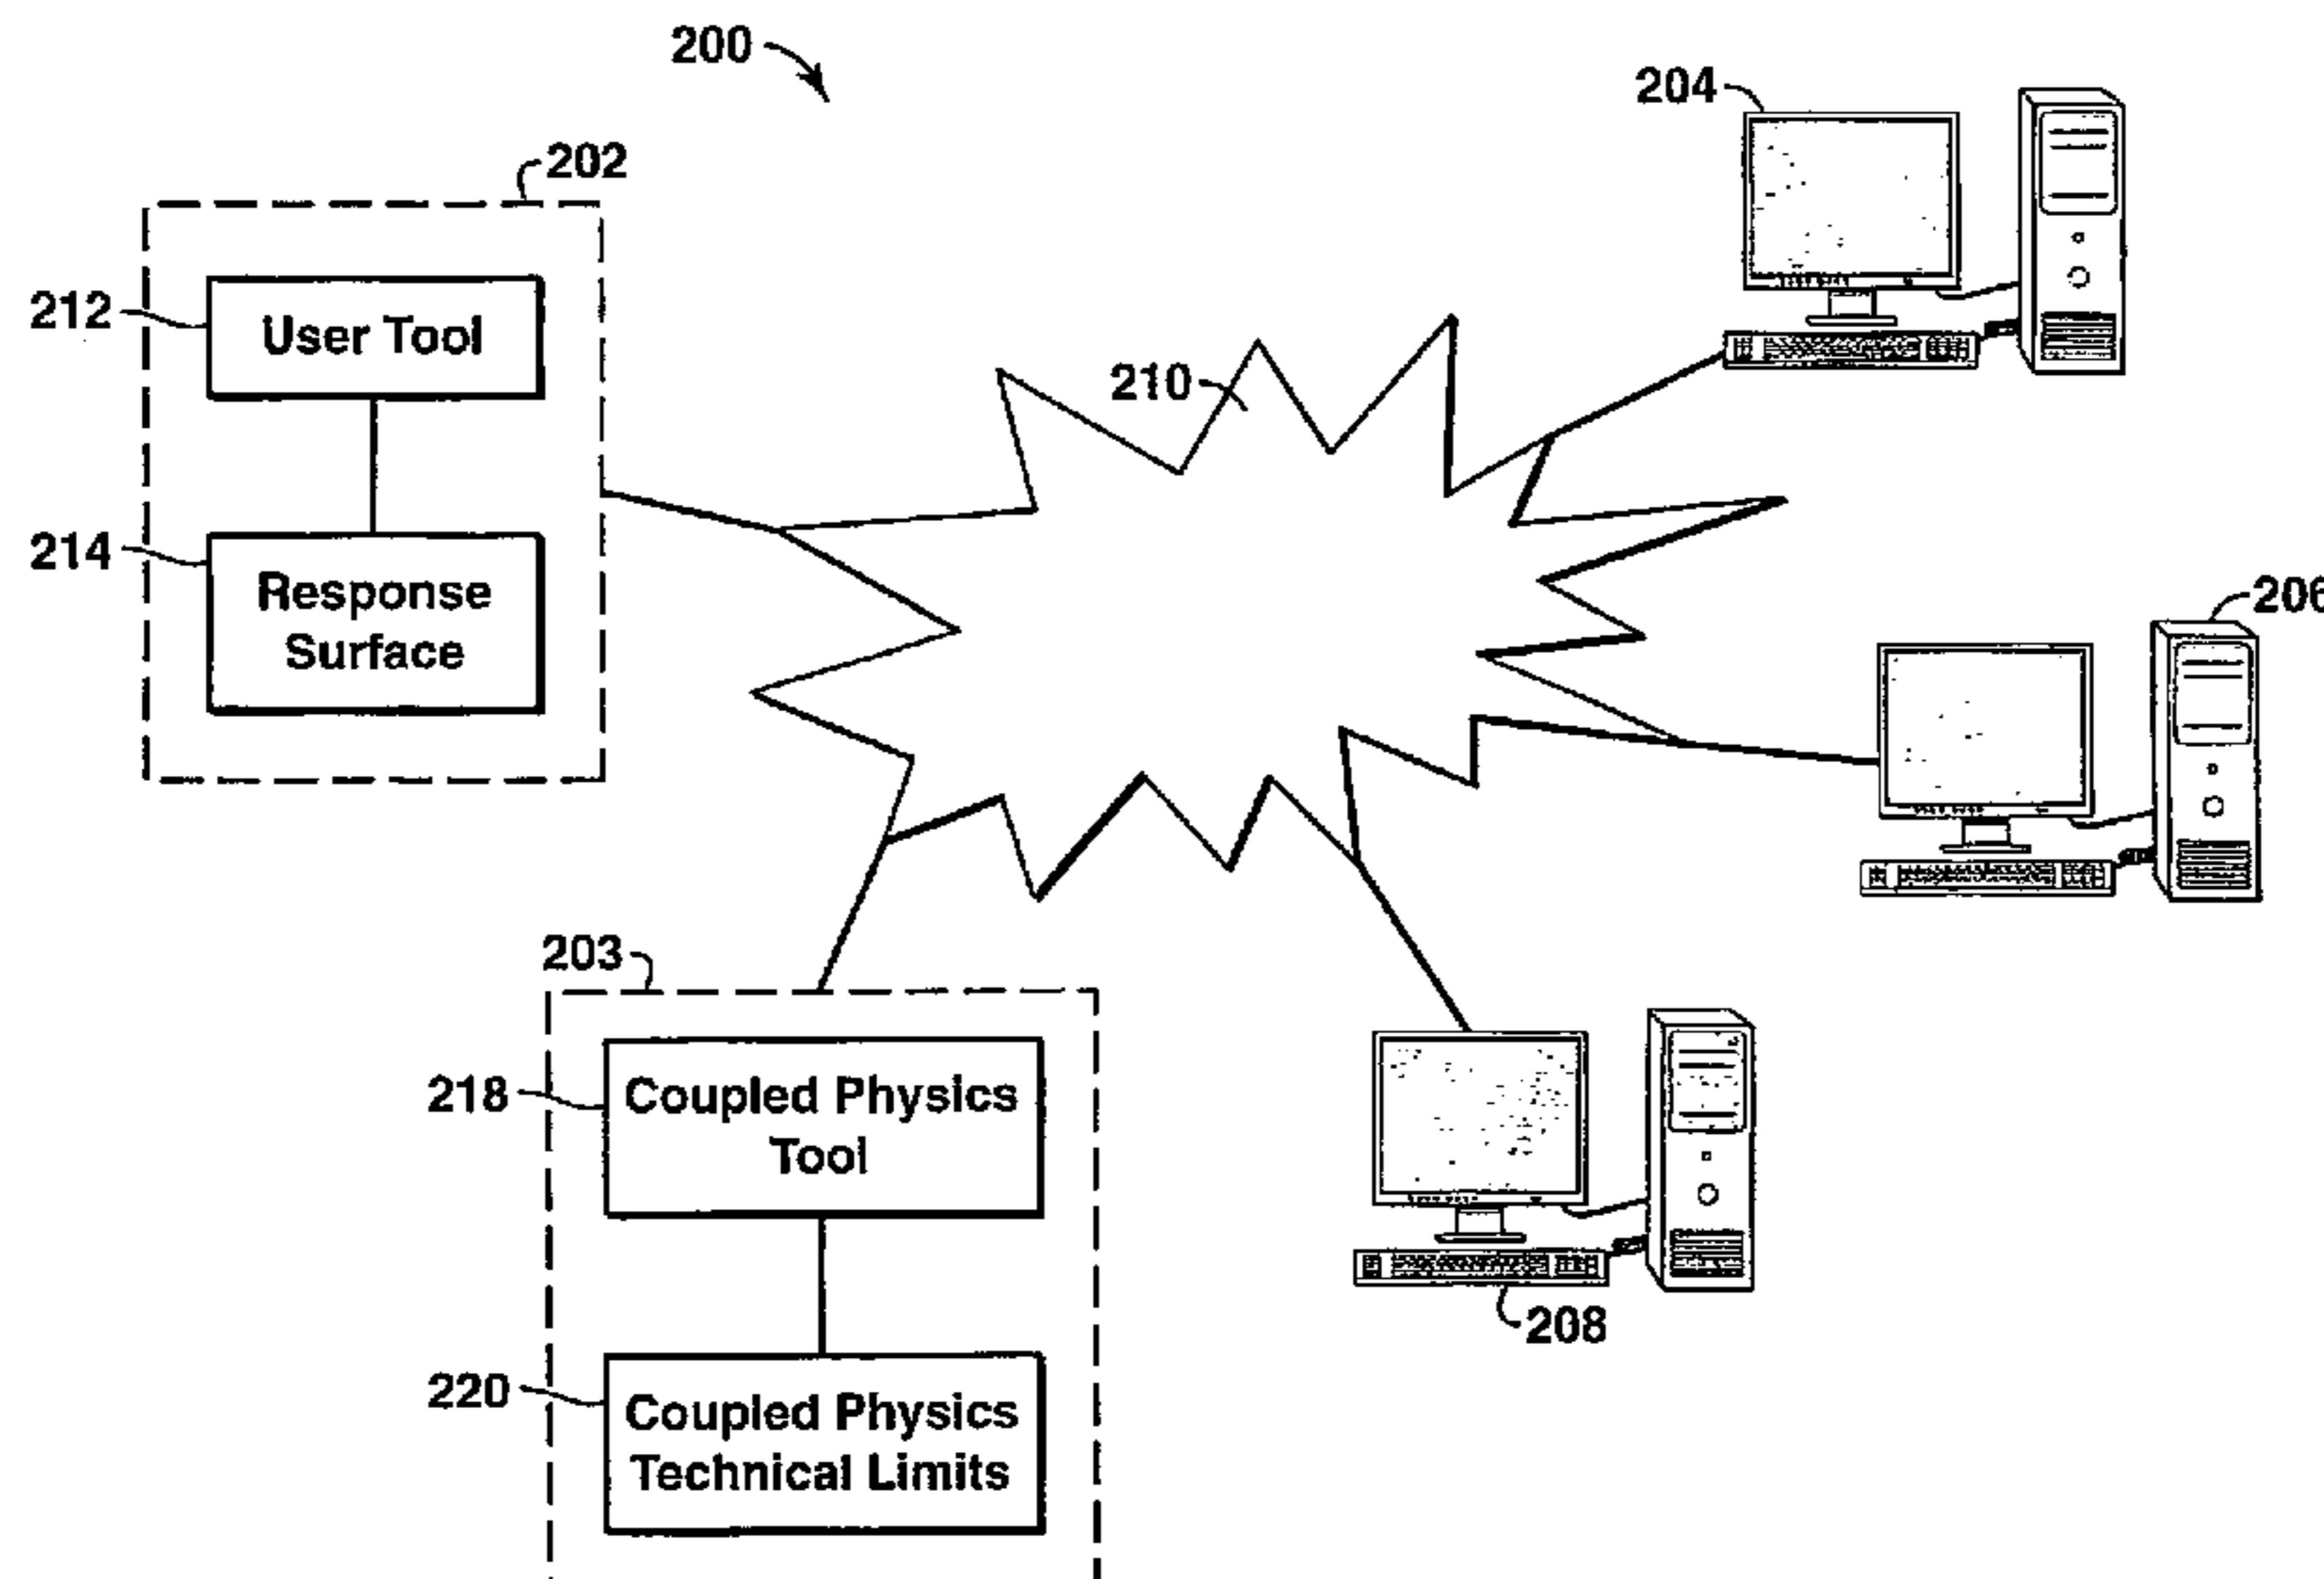 200
204
202
212
User Tool
210
214
Response
Surface
206
203
218
Coupled Physics
Tool
208
220
Coupled Physics
Technical Limits